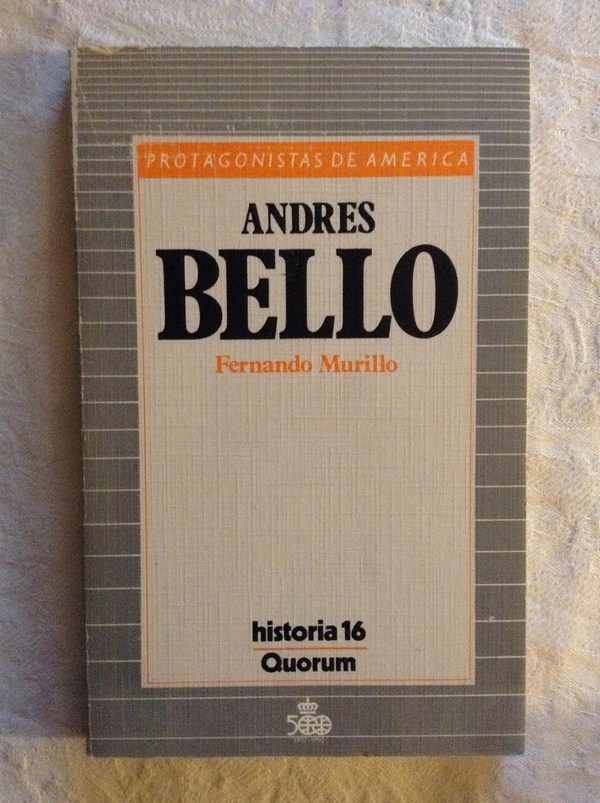 PROTAGONISTAS DE AMERICA
ANDRES
BELLO
Fernando Murillo
historia 16
Quorum
500